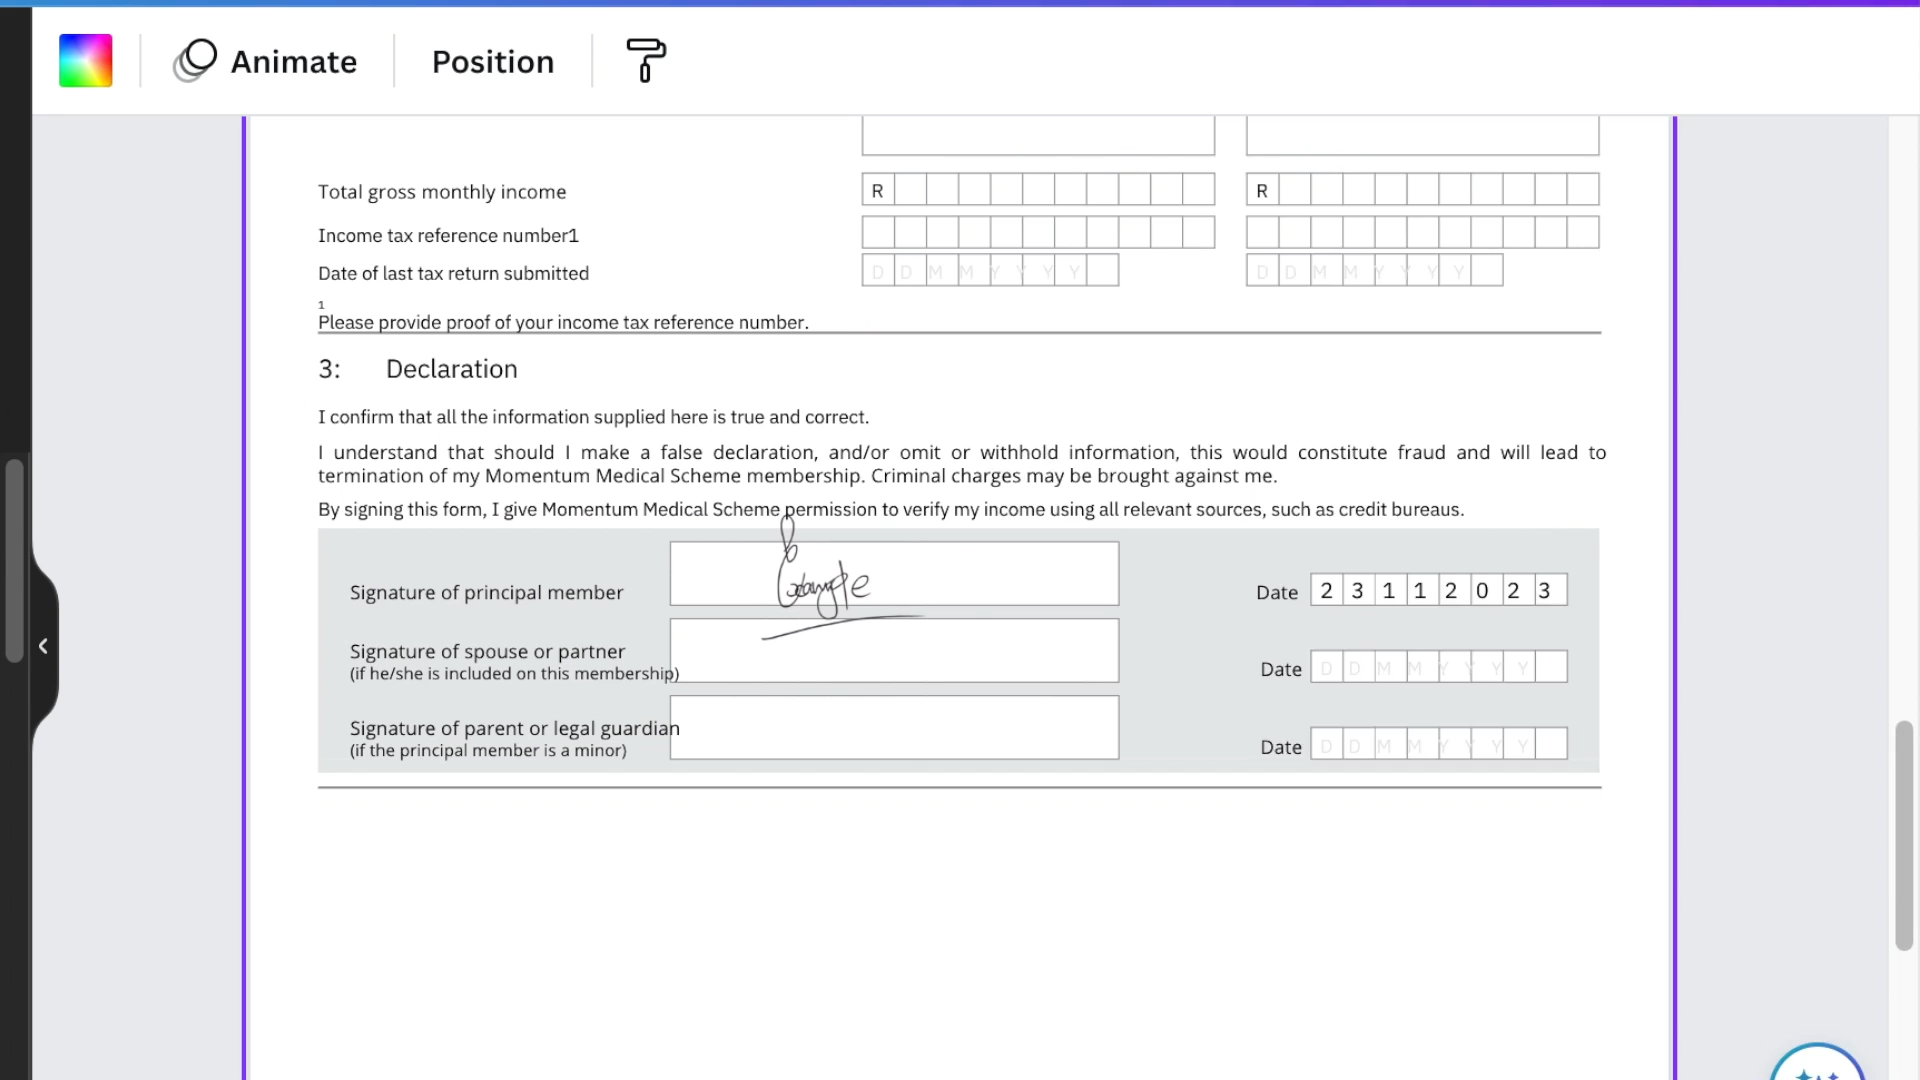 Animate
Position
Total gross monthly income R R
Income tax reference number1
Date of last tax return submitted D D M M Y Y Y Y D D M M Y Y Y Y
1
Please provide proof of your income tax reference number.
3: Declaration
I confirm that all the information supplied here is true and correct.
I understand that should I make a false declaration, and/or omit or withhold information, this would constitute fraud and will lead to
termination of my Momentum Medical Scheme membership. Criminal charges may be brought against me.
By signing this form, I give Momentum Medical Scheme permission to verify my income using all relevant sources, such as credit bureaus.
Signature of principal member Date 2 3 1 1 2 0 2 3
Signature of spouse or partner
(if he/she is included on this membership) Date D D M M Y Y Y Y
Signature of parent or legal guardian
(if the principal member is a minor) Date D D M M Y Y Y Y